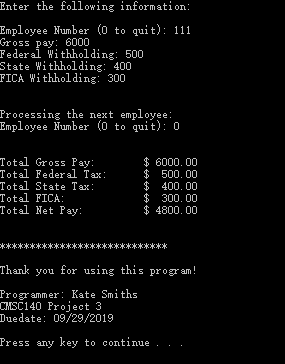 Enter the following information:
Employee Number (0 to quit): 111
Gross pay: 6000
Federal Withholding: 500
State Withholding: 400
FICA Withholding: 300
Processing the next employee:
Employee Number (0 to quit): 0
Total Gross Pay: $ 6000.00
Total Federal Tax: $ 500.00
Total State Tax: $ 400.00
Total FICA: $ 300.00
Total Net Pay: $ 4800.00
****************************
Thank you for using this program!
Programmer: Kate Smiths
CMSC140 Project 3
Duedate: 09/29/2019
Press any key to continue . . .